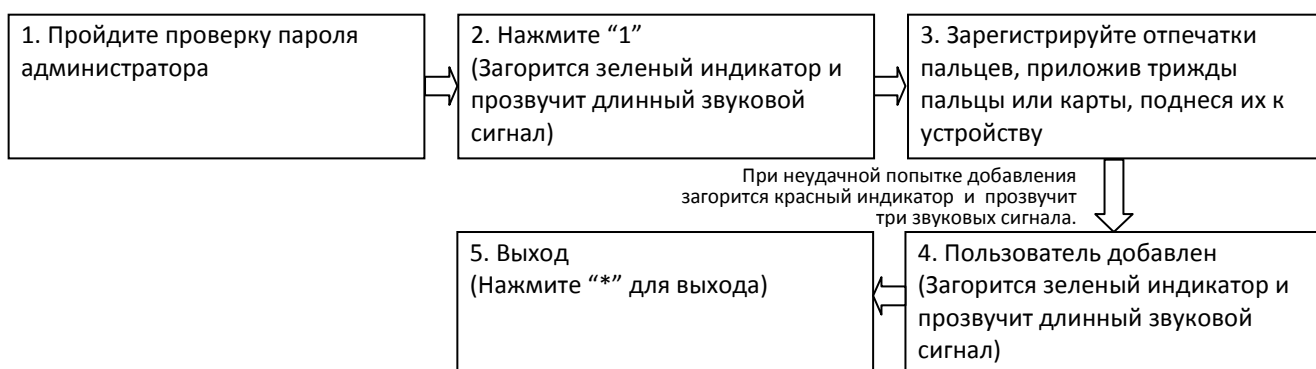 1. Пройдите проверку пароля
администратора
2. Нажмите “1”
(Загорится зеленый индикатор и
прозвучит длинный звуковой
сигнал)
3. Зарегистрируйте отпечатки
пальцев, приложив трижды
пальцы или карты, поднеся их к
устройству
При неудачной попытке добавления
загорится красный индикатор и прозвучит
три звуковых сигнала.
4. Пользователь добавлен
(Загорится зеленый индикатор и
прозвучит длинный звуковой
сигнал)
5. Выход
(Нажмите “*” для выхода)